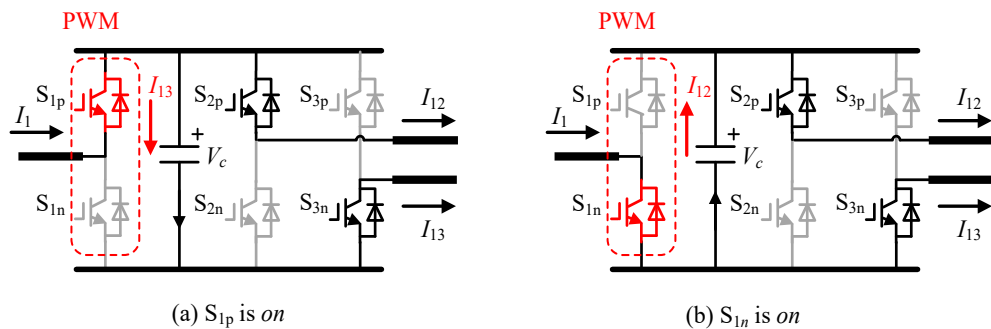 PWM
I13
S1p
S2p
S3p
I12
I1
+
Vc
S1n
S2n
S3n
I13
(a) S1p is on
PWM
I12
S1p
S2p
S3p
I12
I1
+
Vc
S1n
S2n
S3n
I13
(b) S1n is on